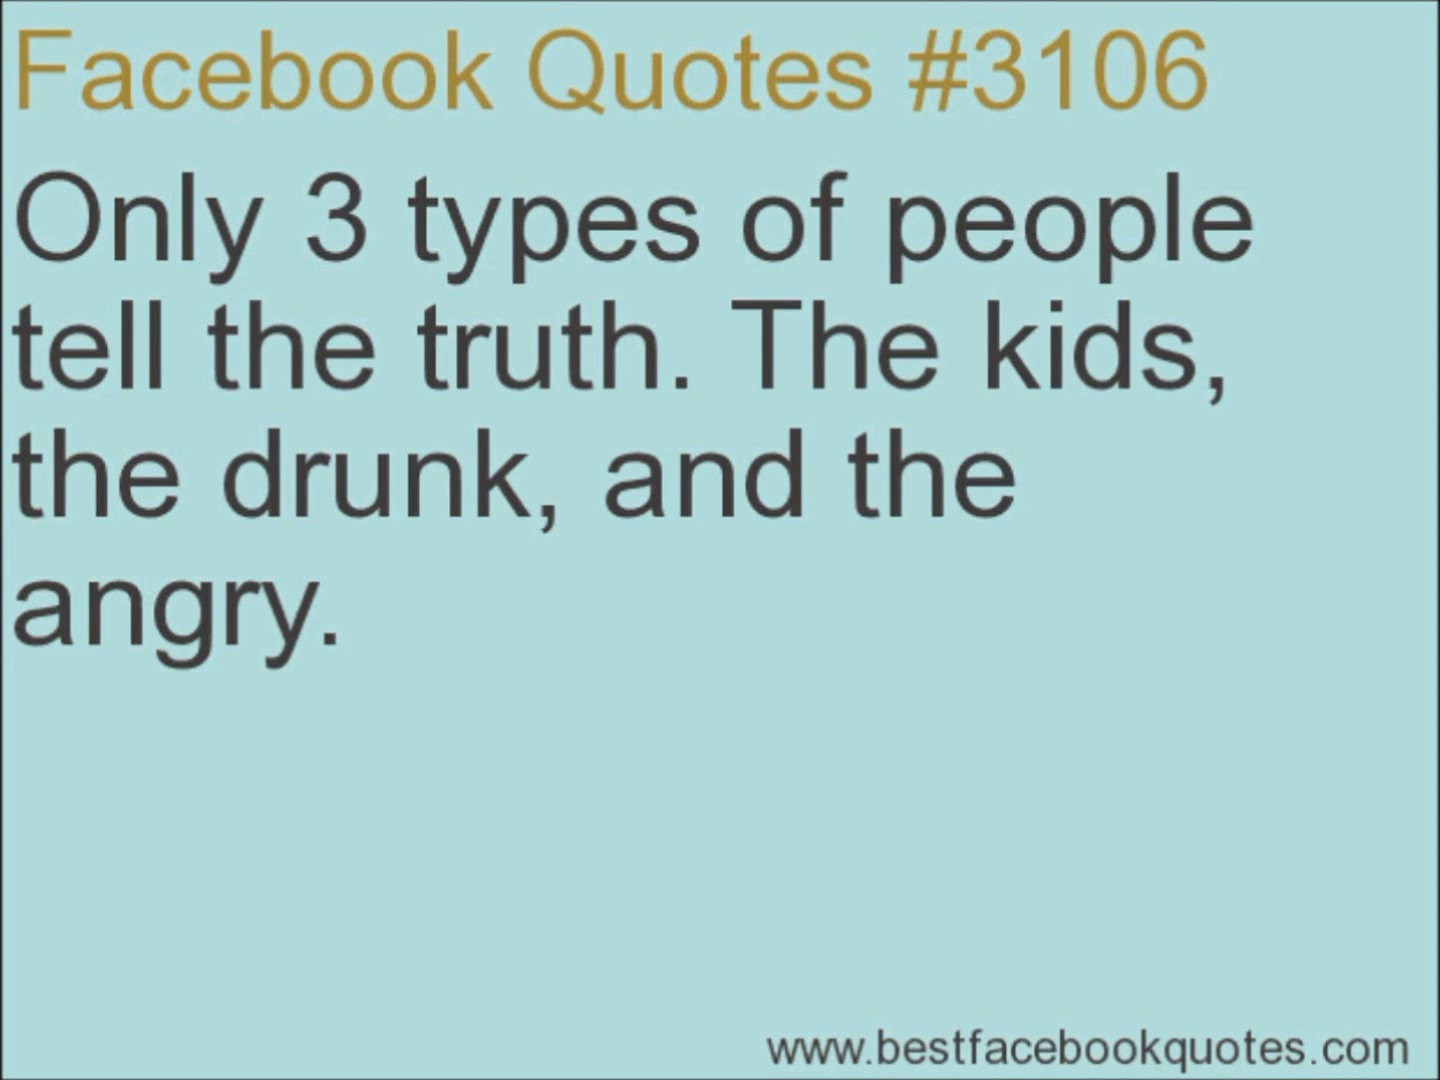 Facebook Quotes #3106
Only 3 types of people
tell the truth. The kids,
the drunk, and the
angry.
www.bestfacebookquotes.com